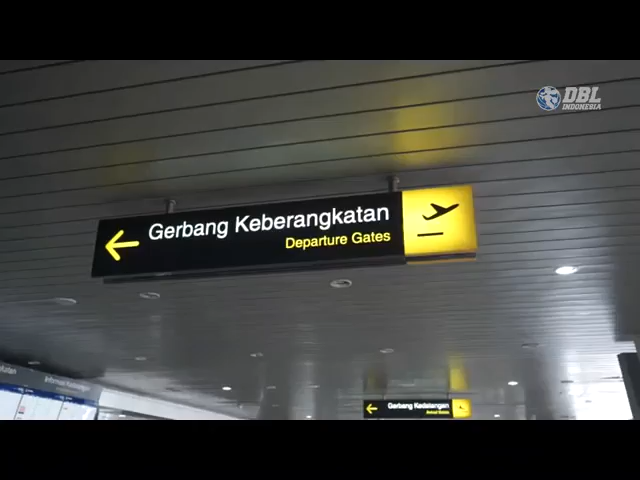 DBL
INDONESIA
Gerbang Keberangkatan
Departure Gates
Gerbang Kedatangan